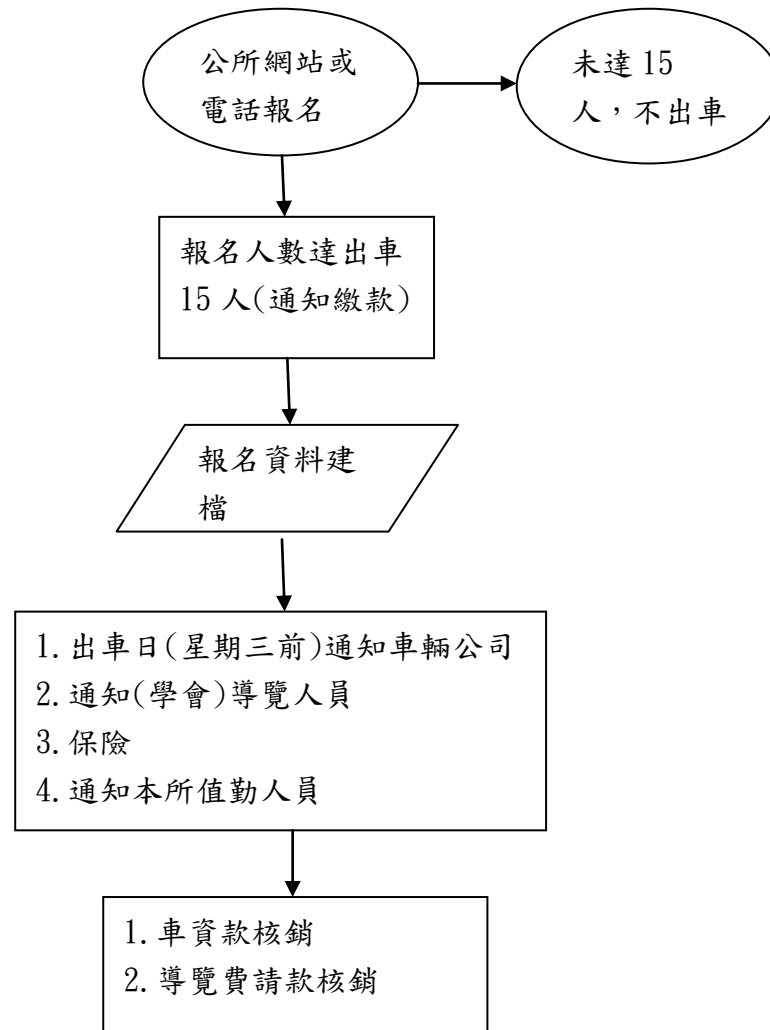 公所網站或
電話報名
未達 15
人，不出車
報名人數達出車
15 人(通知繳款)
報名資料建
檔
1. 出車日(星期三前)通知車輛公司
2. 通知(學會)導覽人員
3. 保險
4. 通知本所值勤人員
1. 車資款核銷
2. 導覽費請款核銷